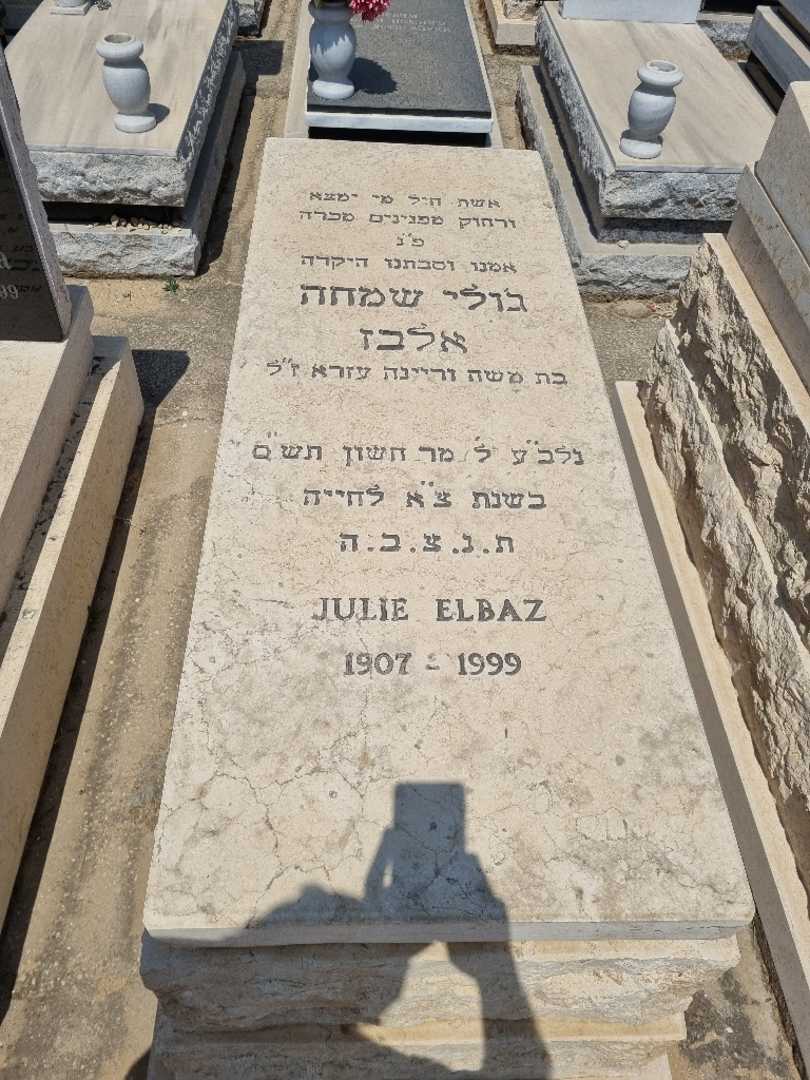 אשת חיל מי ימצא
ורחוק מפנינים מכרה
פ״נ
אמנו וסבתנו היקרה
ג׳ולי שמחה
אלבז
בת משה וריינה עזרא ז״ל
נלב״ע ל׳ מר חשון תש״ס
בשנת צ״א לחייה
ת.נ.צ.ב.ה
JULIE ELBAZ
1907 - 1999